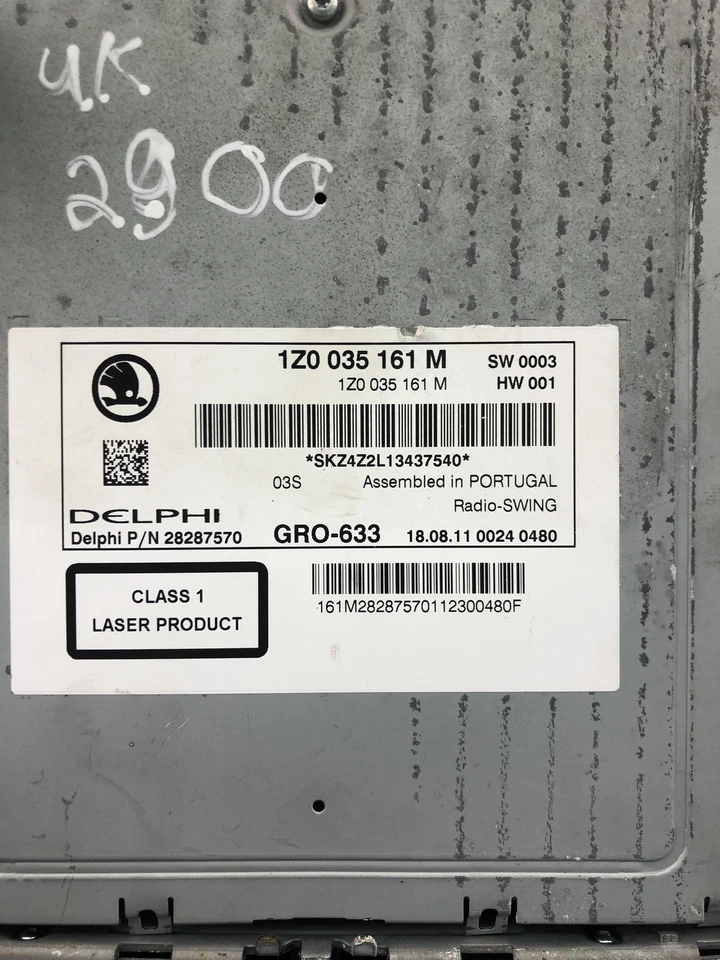 ЧК
2900
1Z0 035 161 M SW 0003
1Z0 035 161 M HW 001
*SKZ4Z2L13437540*
03S Assembled in PORTUGAL
Radio-SWING
DELPHI
Delphi P/N 28287570 GRO-633 18.08.11 0024 0480
CLASS 1
LASER PRODUCT
161M28287570112300480F